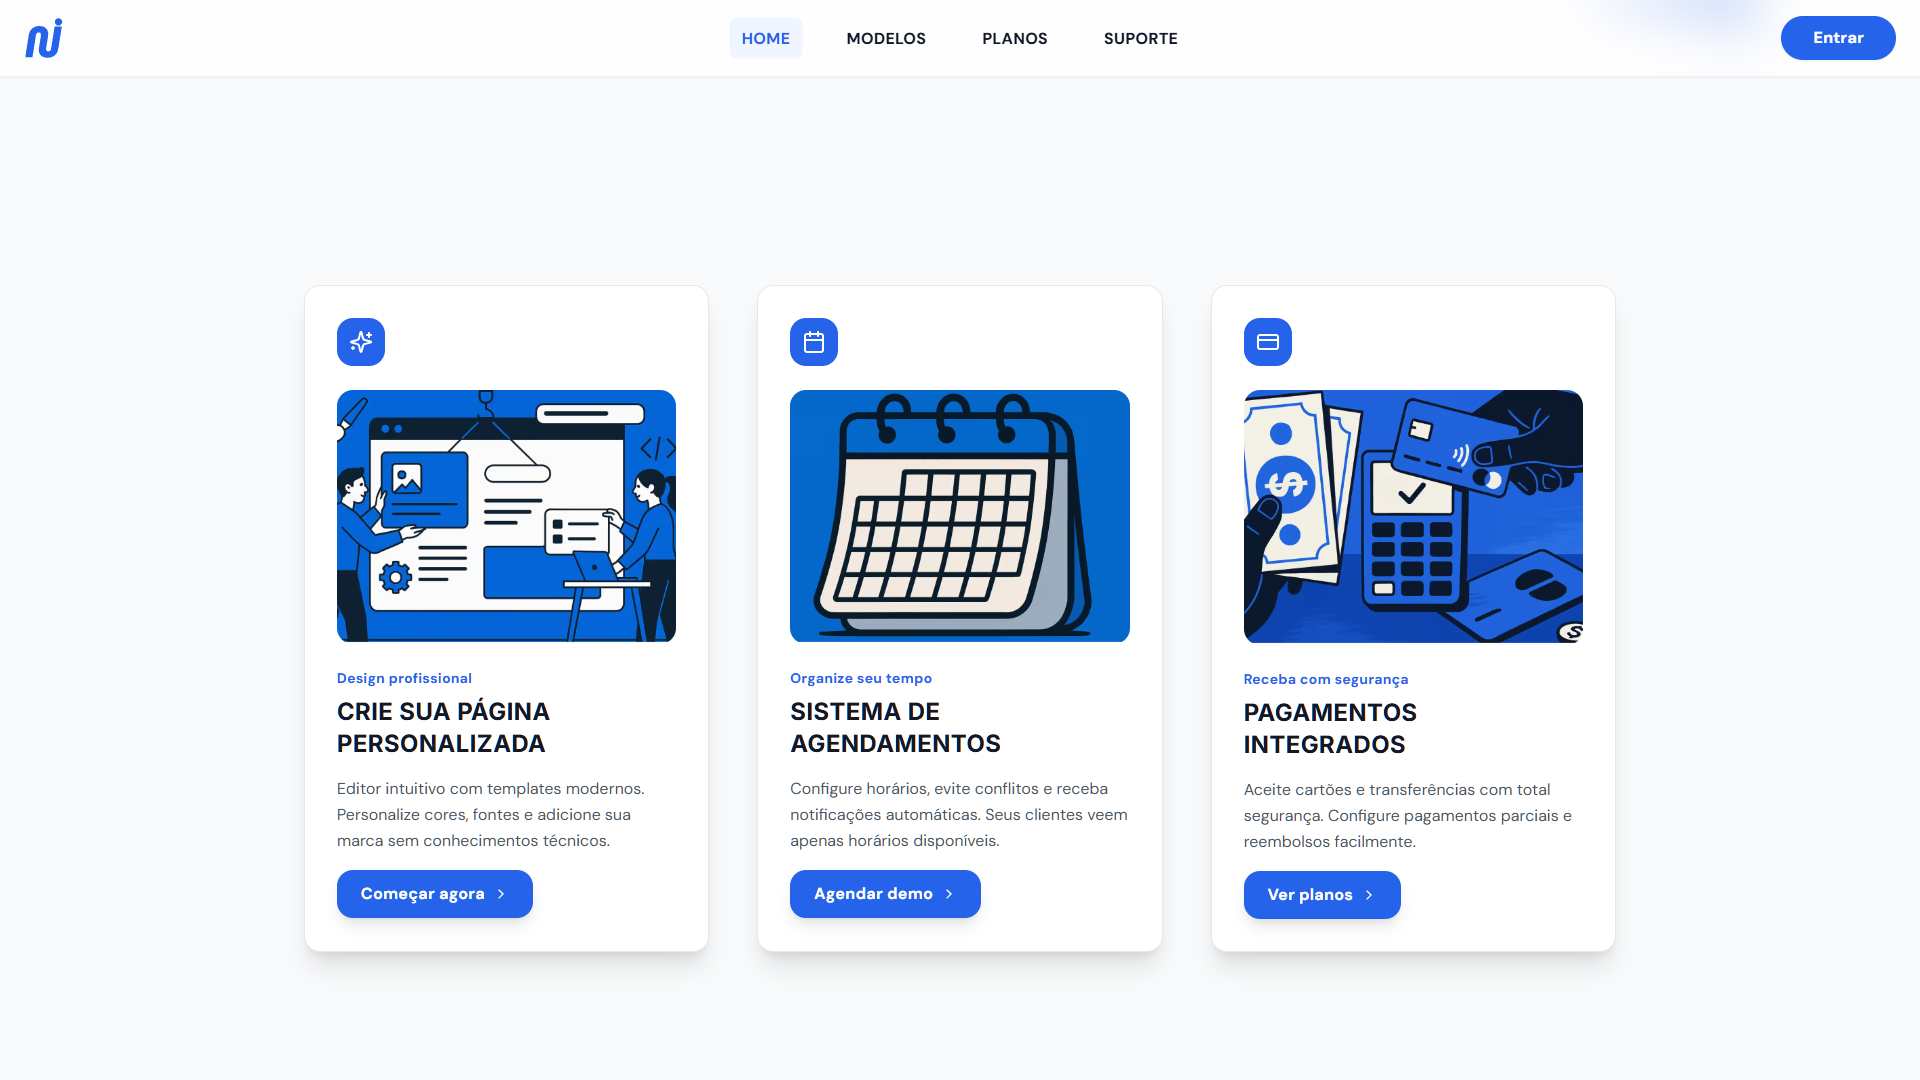 HOME
MODELOS
PLANOS
SUPORTE
Entrar
Design profissional
CRIE SUA PÁGINA
PERSONALIZADA
Editor intuitivo com templates modernos.
Personalize cores, fontes e adicione sua
marca sem conhecimentos técnicos.
Começar agora
Organize seu tempo
SISTEMA DE
AGENDAMENTOS
Configure horários, evite conflitos e receba
notificações automáticas. Seus clientes veem
apenas horários disponíveis.
Agendar demo
$
$
Receba com segurança
PAGAMENTOS
INTEGRADOS
Aceite cartões e transferências com total
segurança. Configure pagamentos parciais e
reembolsos facilmente.
Ver planos